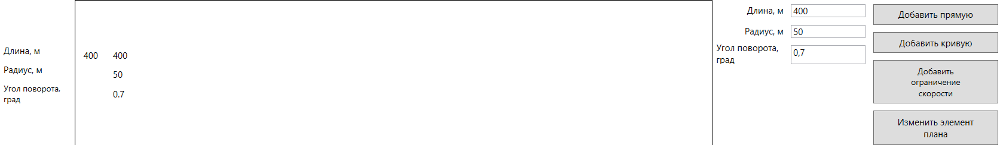 Длина, м
Радиус, м
Угол поворота,
град
400 400
50
0.7
Длина, м 400
Радиус, м 50
Угол поворота,
град
0,7
Добавить прямую
Добавить кривую
Добавить
ограничение
скорости
Изменить элемент
плана